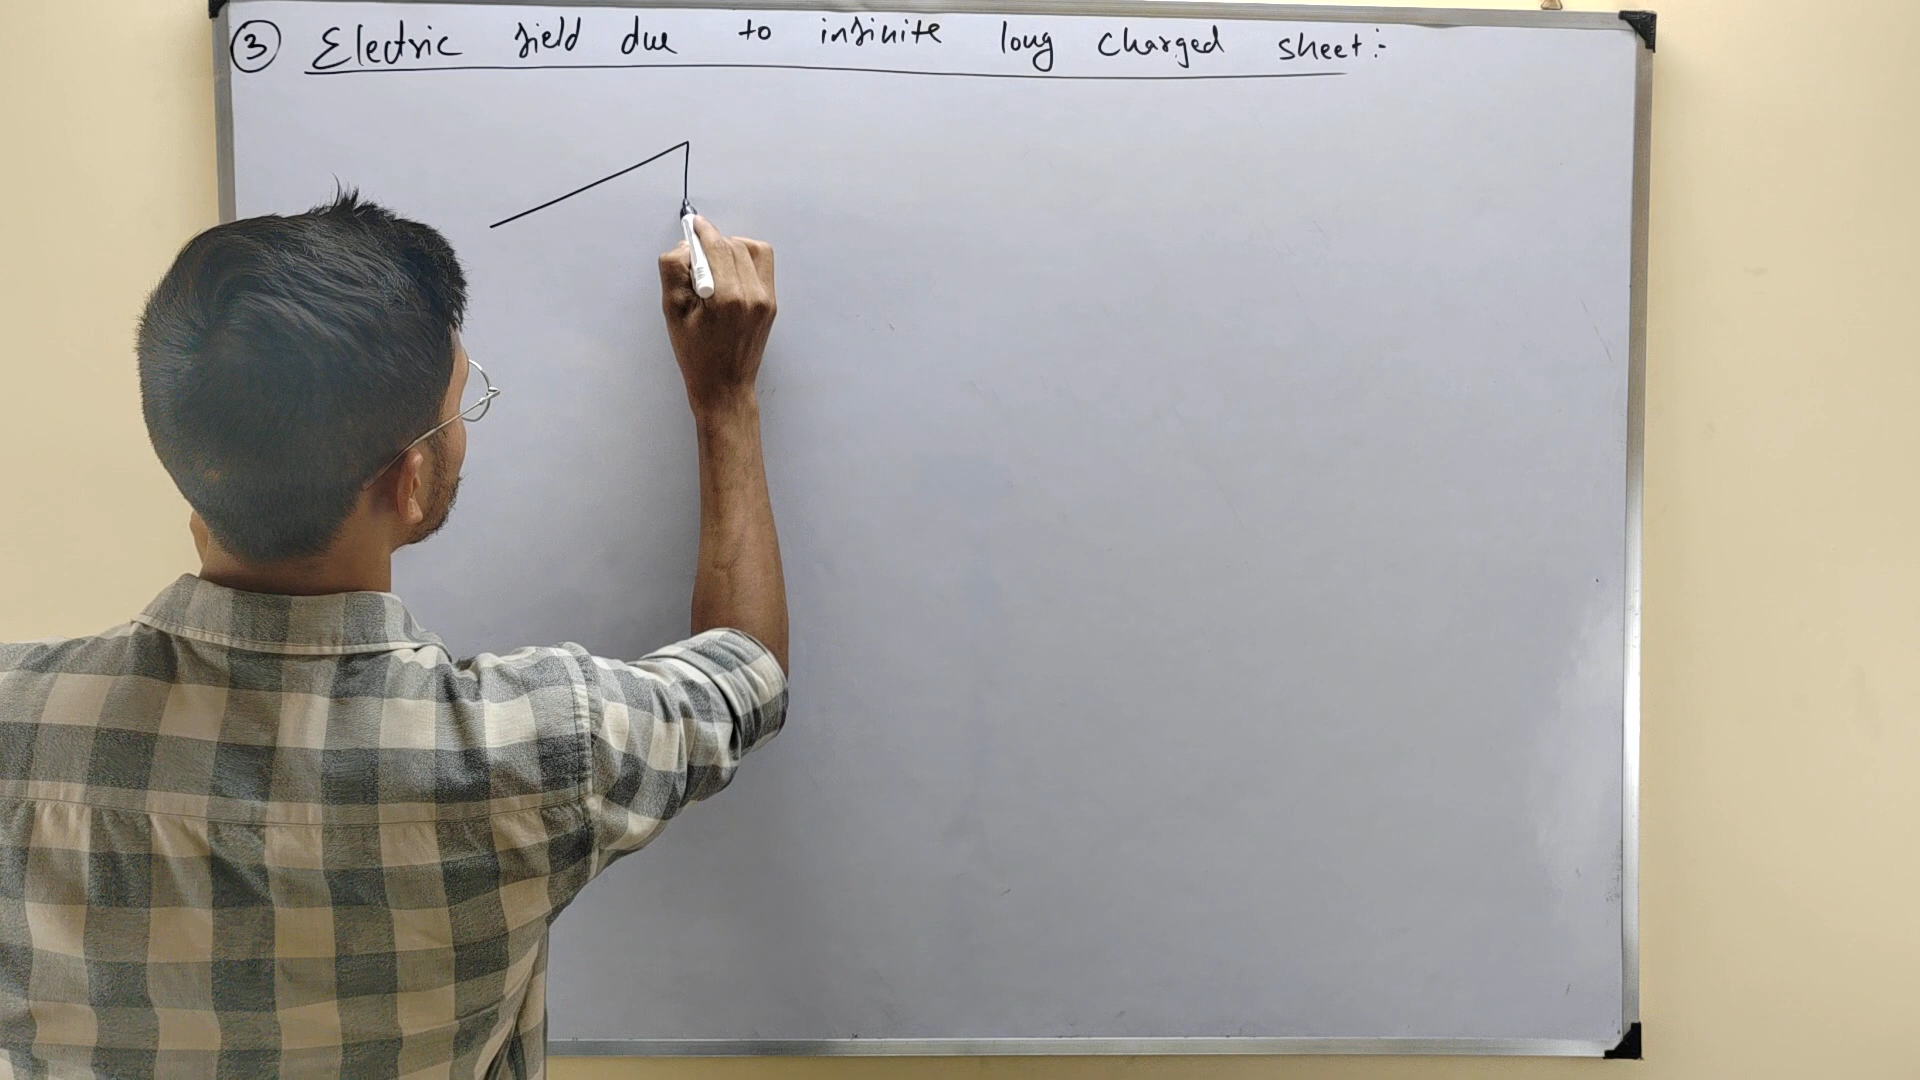 ③ Electric field due to infinite long charged sheet:-